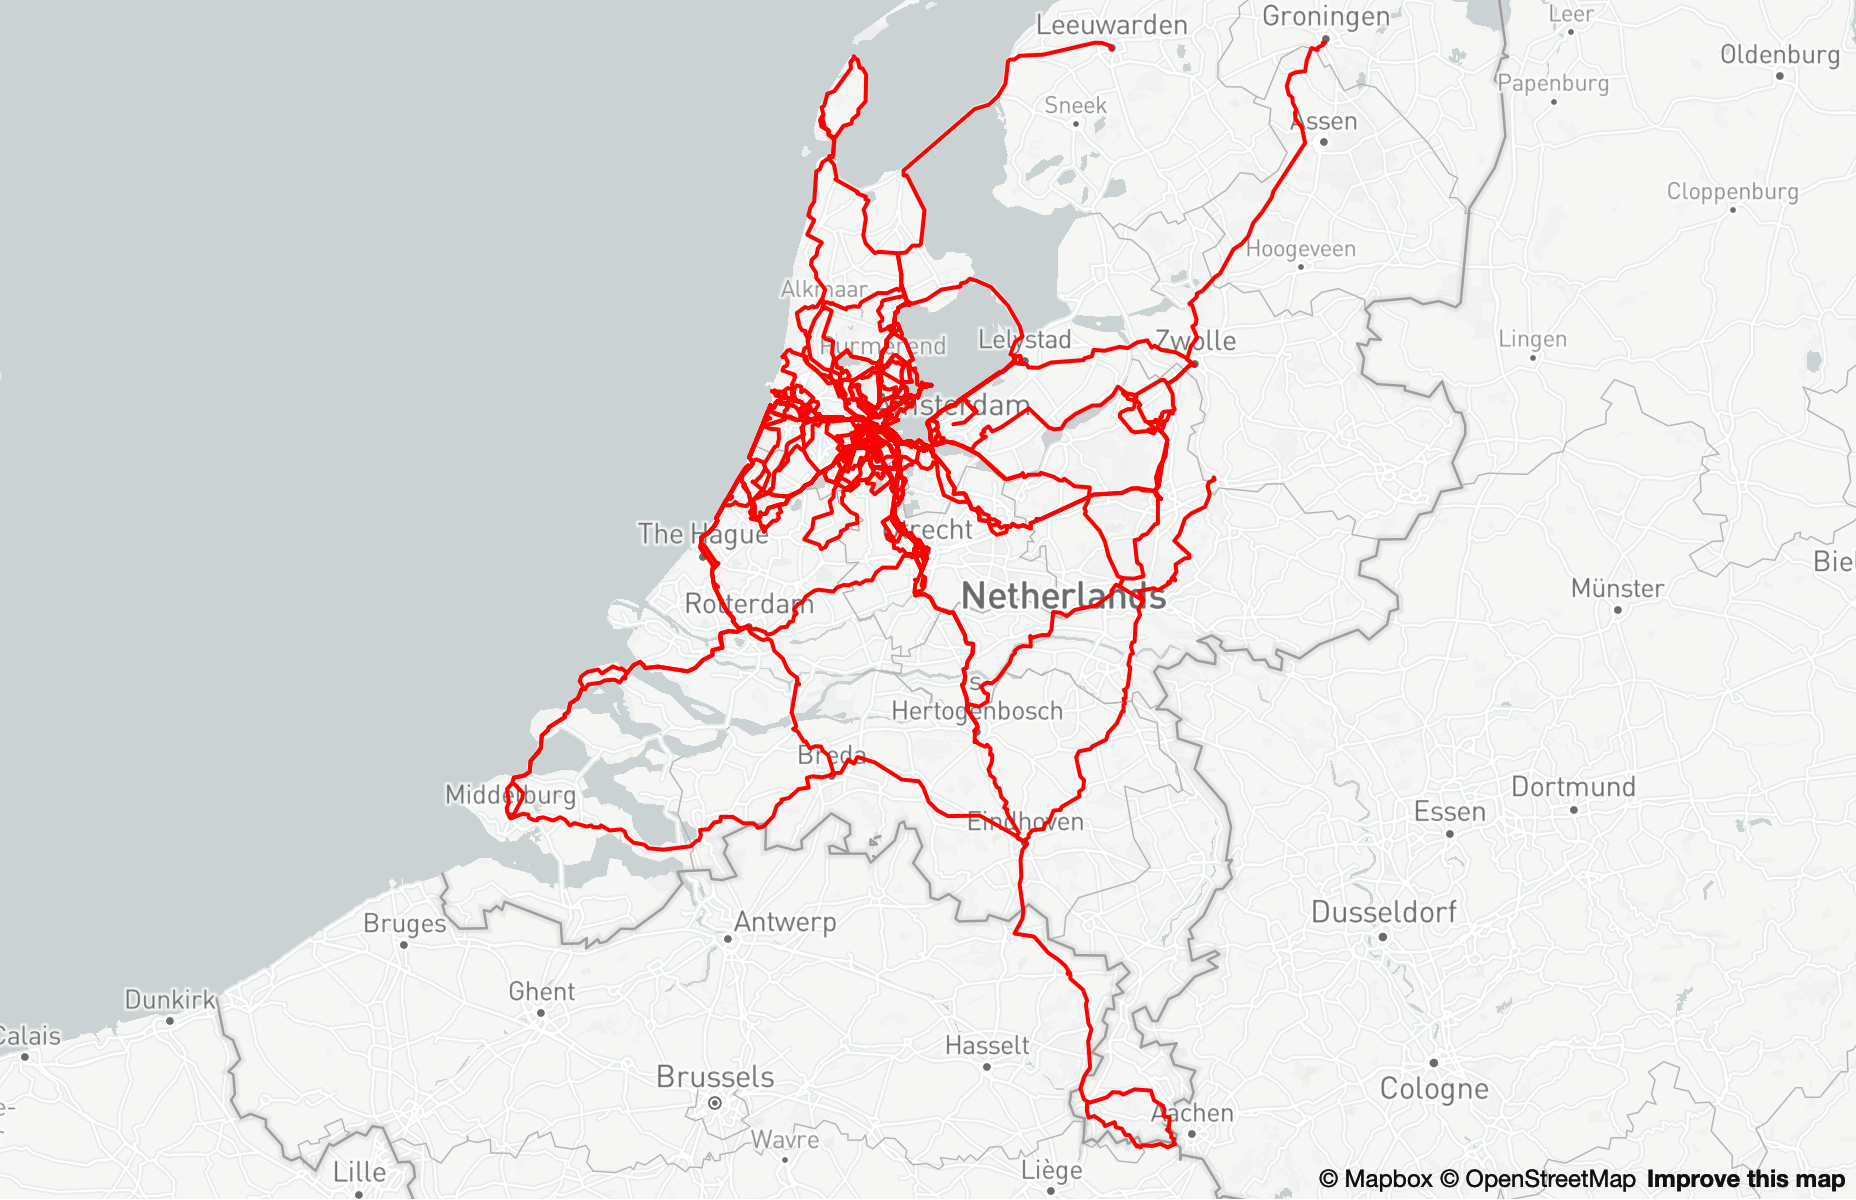 Leeuwarden
Groningen
Leer
Oldenburg
Papenburg
Sneek
Assen
Cloppenburg
Hoogeveen
Alkmaar
Purmerend
Lelystad
Zwolle
Lingen
Amsterdam
The Hague
trecht
Netherlands
Rotterdam
Münster
Biel
s
Hertogenbosch
Breda
Middelburg
Dortmund
Essen
Eindhoven
Dusseldorf
Bruges
Antwerp
Ghent
Dunkirk
Calais
Hasselt
Brussels
Cologne
e-
Aachen
Wavre
Lille
Liège
© Mapbox © OpenStreetMap Improve this map